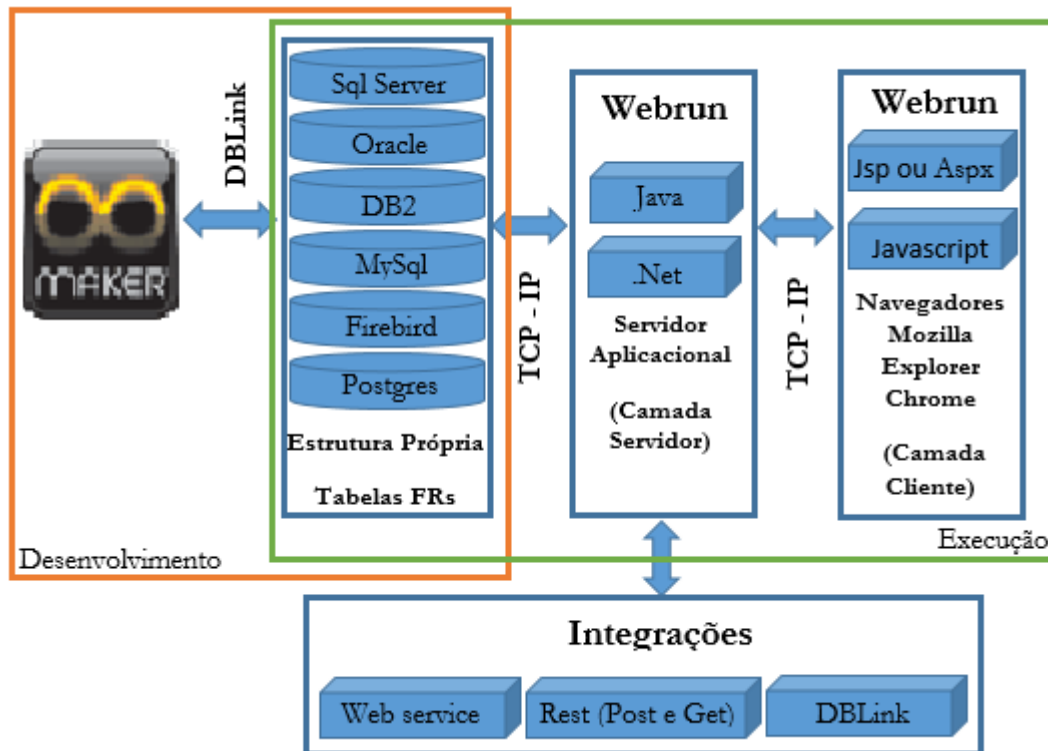 MAKER
DBLink
Sql Server
Oracle
DB2
MySql
Firebird
Postgres
Estrutura Própria
Tabelas FRs
Desenvolvimento
TCP - IP
Webrun
Java
.Net
Servidor
Aplicacional
(Camada
Servidor)
TCP - IP
Webrun
Jsp ou Aspx
Javascript
Navegadores
Mozilla
Explorer
Chrome
(Camada
Cliente)
Execução
Integrações
Web service
Rest (Post e Get)
DBLink